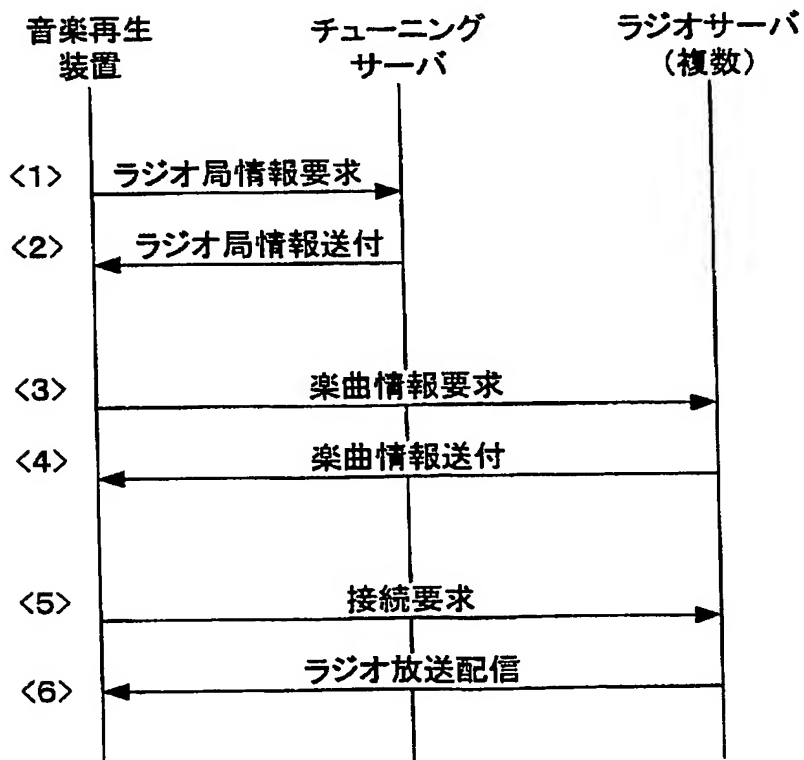 音楽再生
装置
チューニング
サーバ
ラジオサーバ
(複数)
<1> ラジオ局情報要求
<2> ラジオ局情報送付
<3> 楽曲情報要求
<4> 楽曲情報送付
<5> 接続要求
<6> ラジオ放送配信